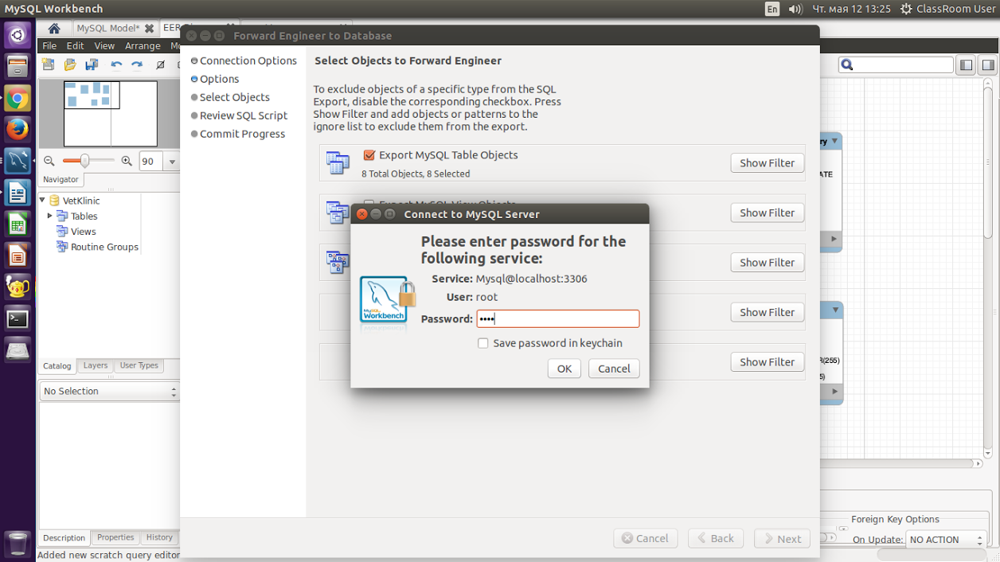 MySQL Workbench
En
Чт. мая 12 13:25
ClassRoom User
MySQL Model*
EER
Forward Engineer to Database
File Edit View Arrange
90
Navigator
VetKlinic
Tables
Views
Routine Groups
Catalog Layers User Types
No Selection
Description Properties History
Added new scratch query editor
Connection Options
Options
Select Objects
Review SQL Script
Commit Progress
Select Objects to Forward Engineer
To exclude objects of a specific type from the SQL
Export, disable the corresponding checkbox. Press
Show Filter and add objects or patterns to the
ignore list to exclude them from the export.
Export MySQL Table Objects
8 Total Objects, 8 Selected
Show Filter
Export MySQL View Objects
Show Filter
Show Filter
Show Filter
Show Filter
Connect to MySQL Server
Please enter password for the
following service:
Service: Mysql@localhost:3306
User: root
Password: ••••
MySQL
Workbench
Save password in keychain
OK Cancel
Cancel Back Next
ry
ATE
R(255)
5)
Foreign Key Options
On Update: NO ACTION